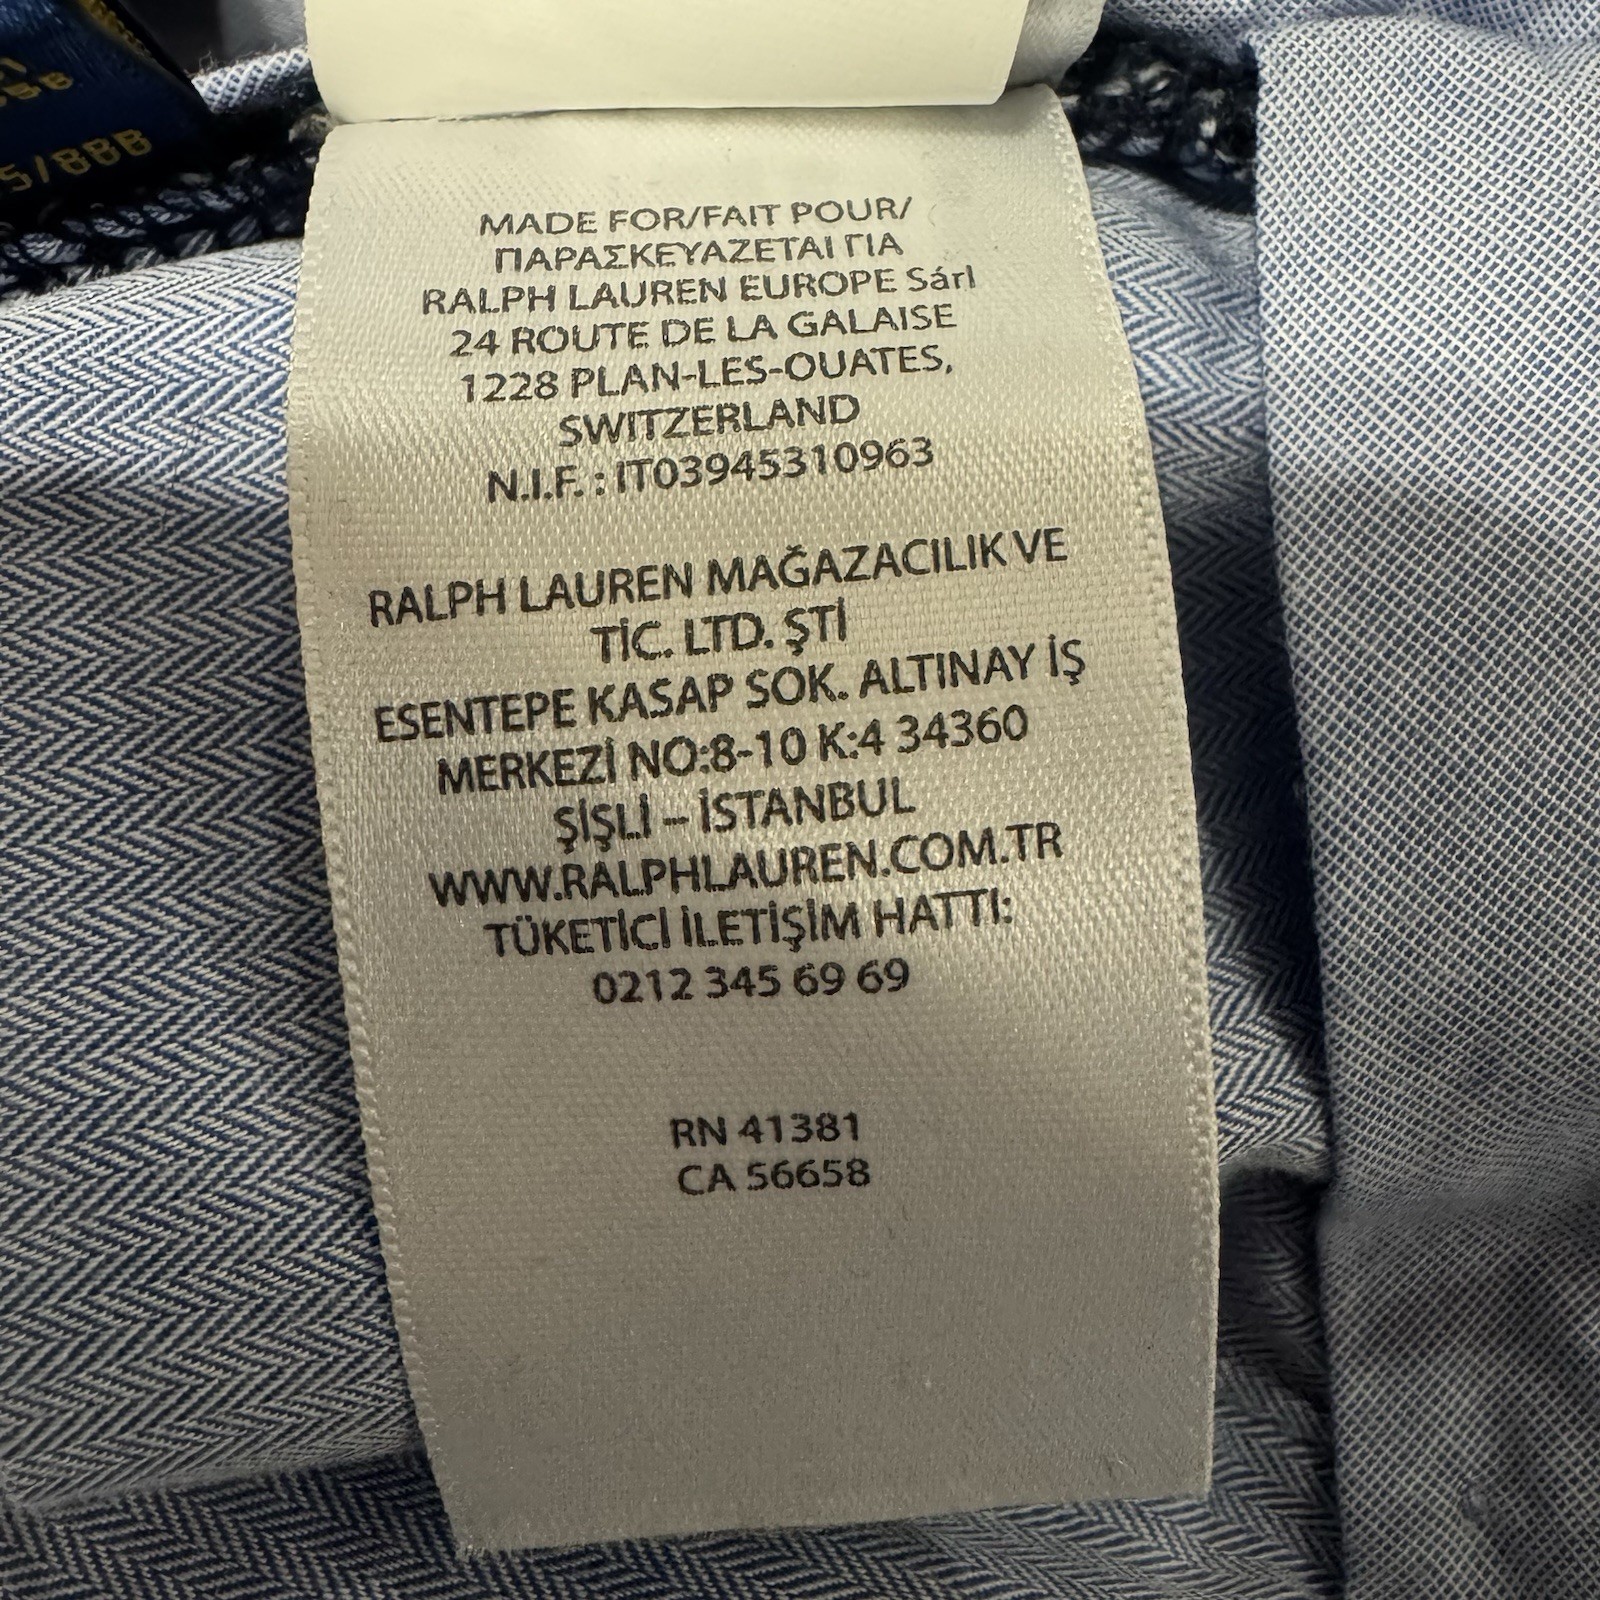 5/88B
MADE FOR/FAIT POUR/
ΠΑΡΑΣΚΕΥΑΖΕΤΑΙ ΓΙΑ
RALPH LAUREN EUROPE Sárl
24 ROUTE DE LA GALAISE
1228 PLAN-LES-OUATES,
SWITZERLAND
N.I.F. : IT03945310963
RALPH LAUREN MAĞAZACILIK VE
TİC. LTD. ŞTİ
ESENTEPE KASAP SOK. ALTINAY İŞ
MERKEZİ NO:8-10 K:4 34360
ŞİŞLİ – İSTANBUL
WWW.RALPHLAUREN.COM.TR
TÜKETİCİ İLETİŞİM HATTI:
0212 345 69 69
RN 41381
CA 56658